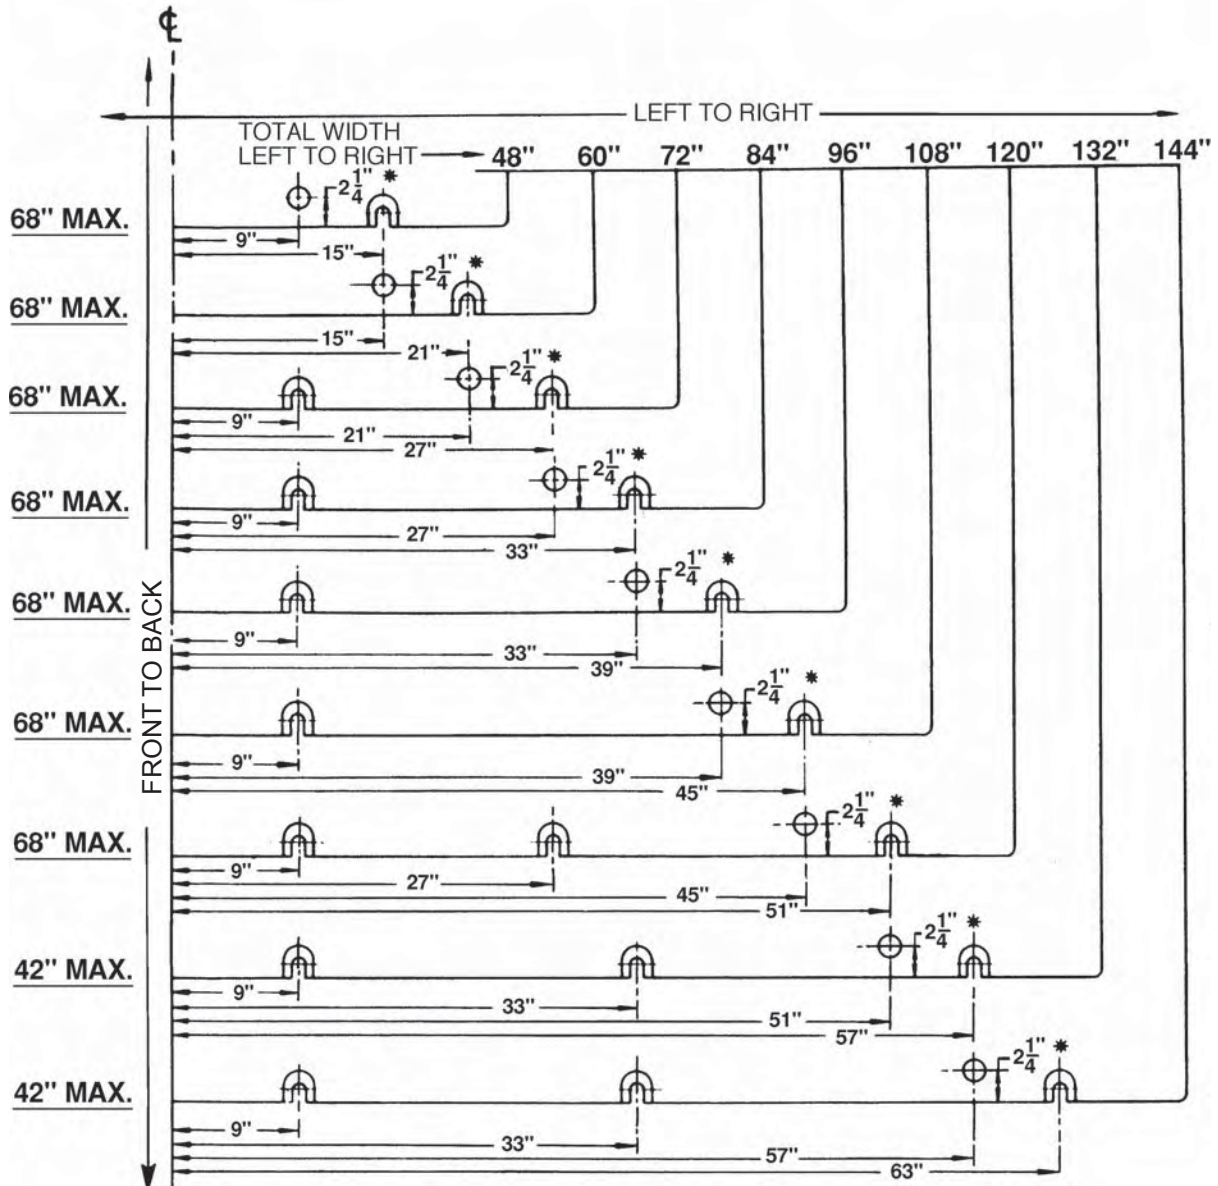 ℄
LEFT TO RIGHT
TOTAL WIDTH
LEFT TO RIGHT
48" 60" 72" 84" 96" 108" 120" 132" 144"
2 1/4" *
68" MAX.
9"
15"
2 1/4" *
68" MAX.
15"
21"
2 1/4" *
68" MAX.
9"
21"
27"
2 1/4" *
68" MAX.
9"
27"
33"
2 1/4" *
68" MAX.
9"
33"
39"
FRONT TO BACK
2 1/4" *
68" MAX.
9"
39"
45"
2 1/4" *
68" MAX.
9"
27"
45"
51"
2 1/4" *
42" MAX.
9"
33"
51"
57"
2 1/4" *
42" MAX.
9"
33"
57"
63"